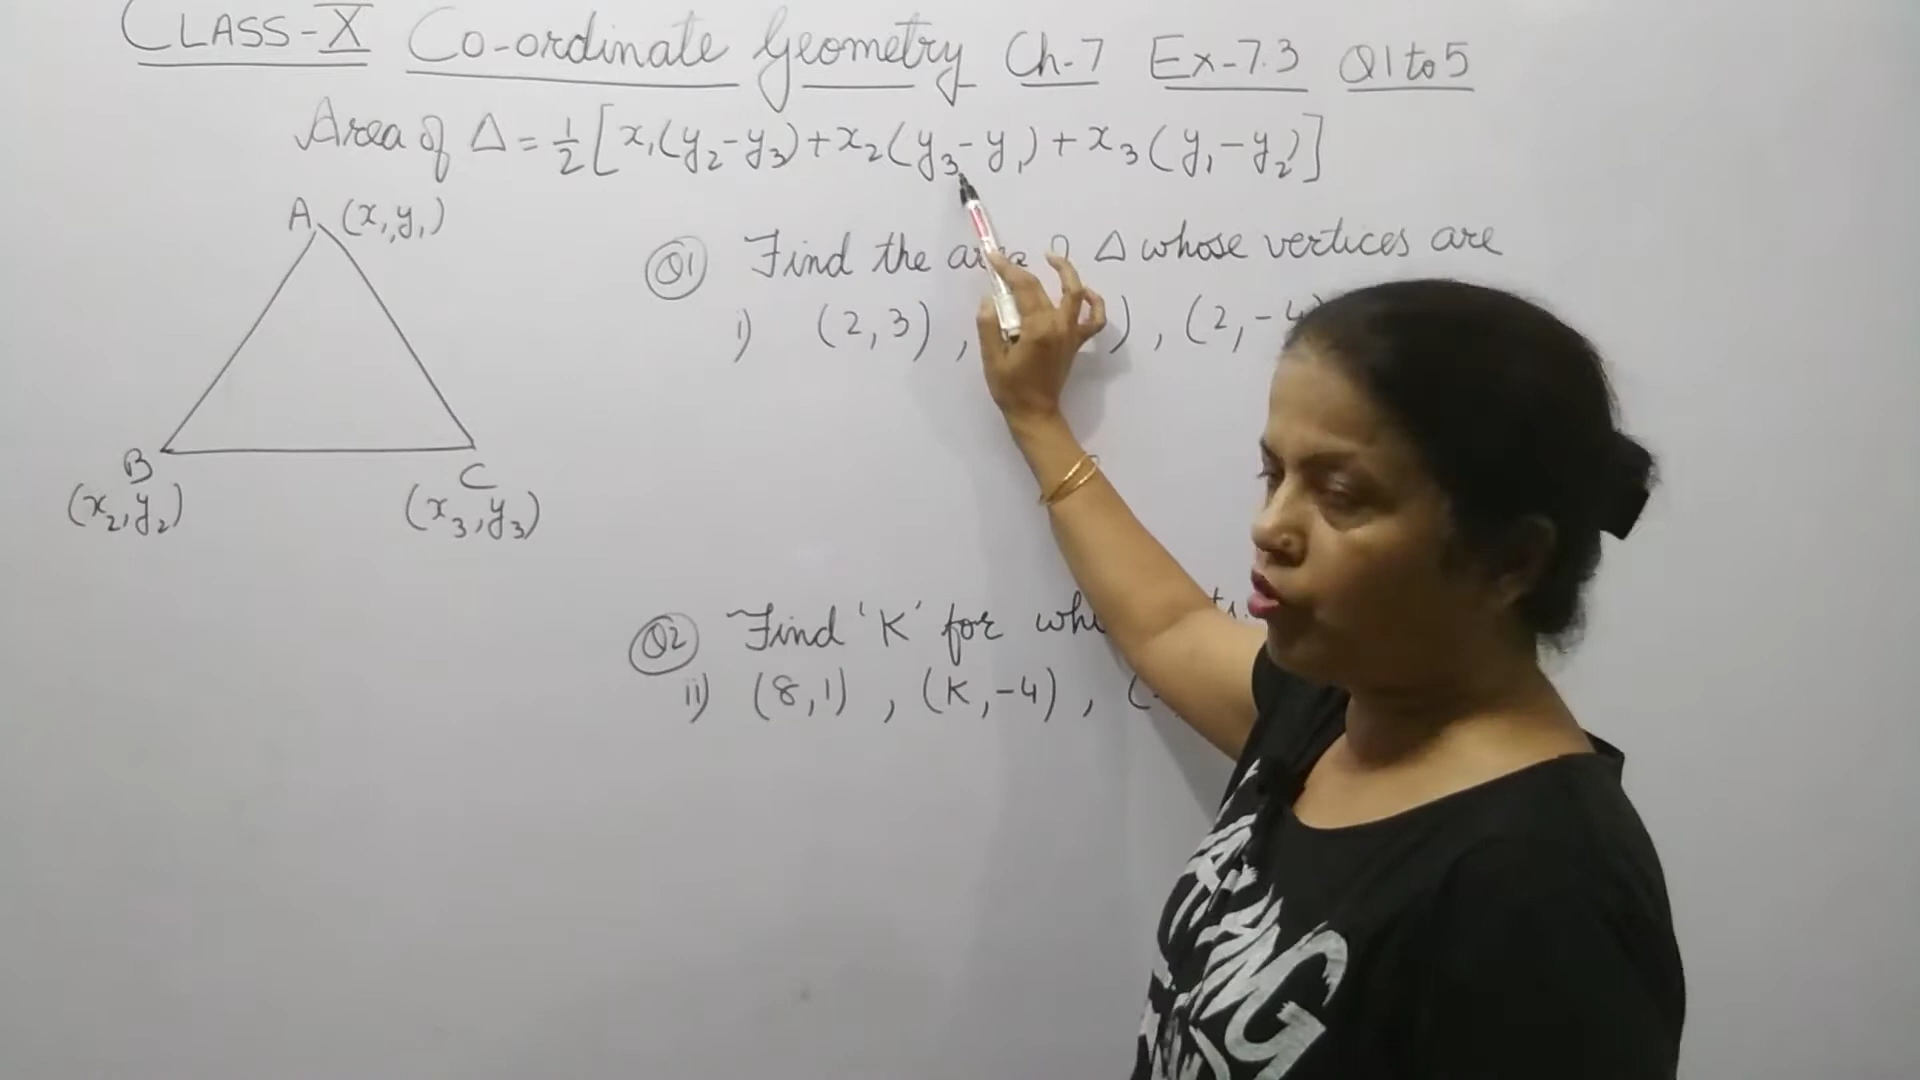 CLASS-X Co-ordinate Geometry Ch-7 Ex-7.3 Q1 to 5
Area of Δ = 1/2 [x₁(y₂-y₃)+x₂(y₃-y₁)+x₃(y₁-y₂)]
A (x₁,y₁)
Q1 Find the Δ whose vertices are
i) (2,3) , ) , (2,-4
B
(x₂,y₂)
C
(x₃,y₃)
Q2 Find 'K' for
ii) (8,1) , (K,-4) , (